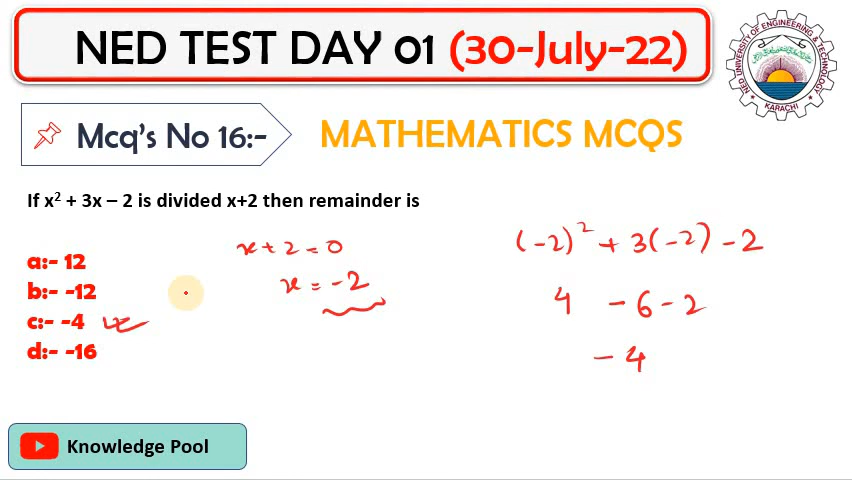 NED TEST DAY 01 (30-July-22)
NED UNIVERSITY OF ENGINEERING & TECHNOLOGY
KARACHI
Mcq's No 16:-
MATHEMATICS MCQS
If x² + 3x – 2 is divided x+2 then remainder is
a:- 12
b:- -12
c:- -4
d:- -16
x + 2 = 0
x = -2
(-2)² + 3(-2) - 2
4 - 6 - 2
- 4
Knowledge Pool